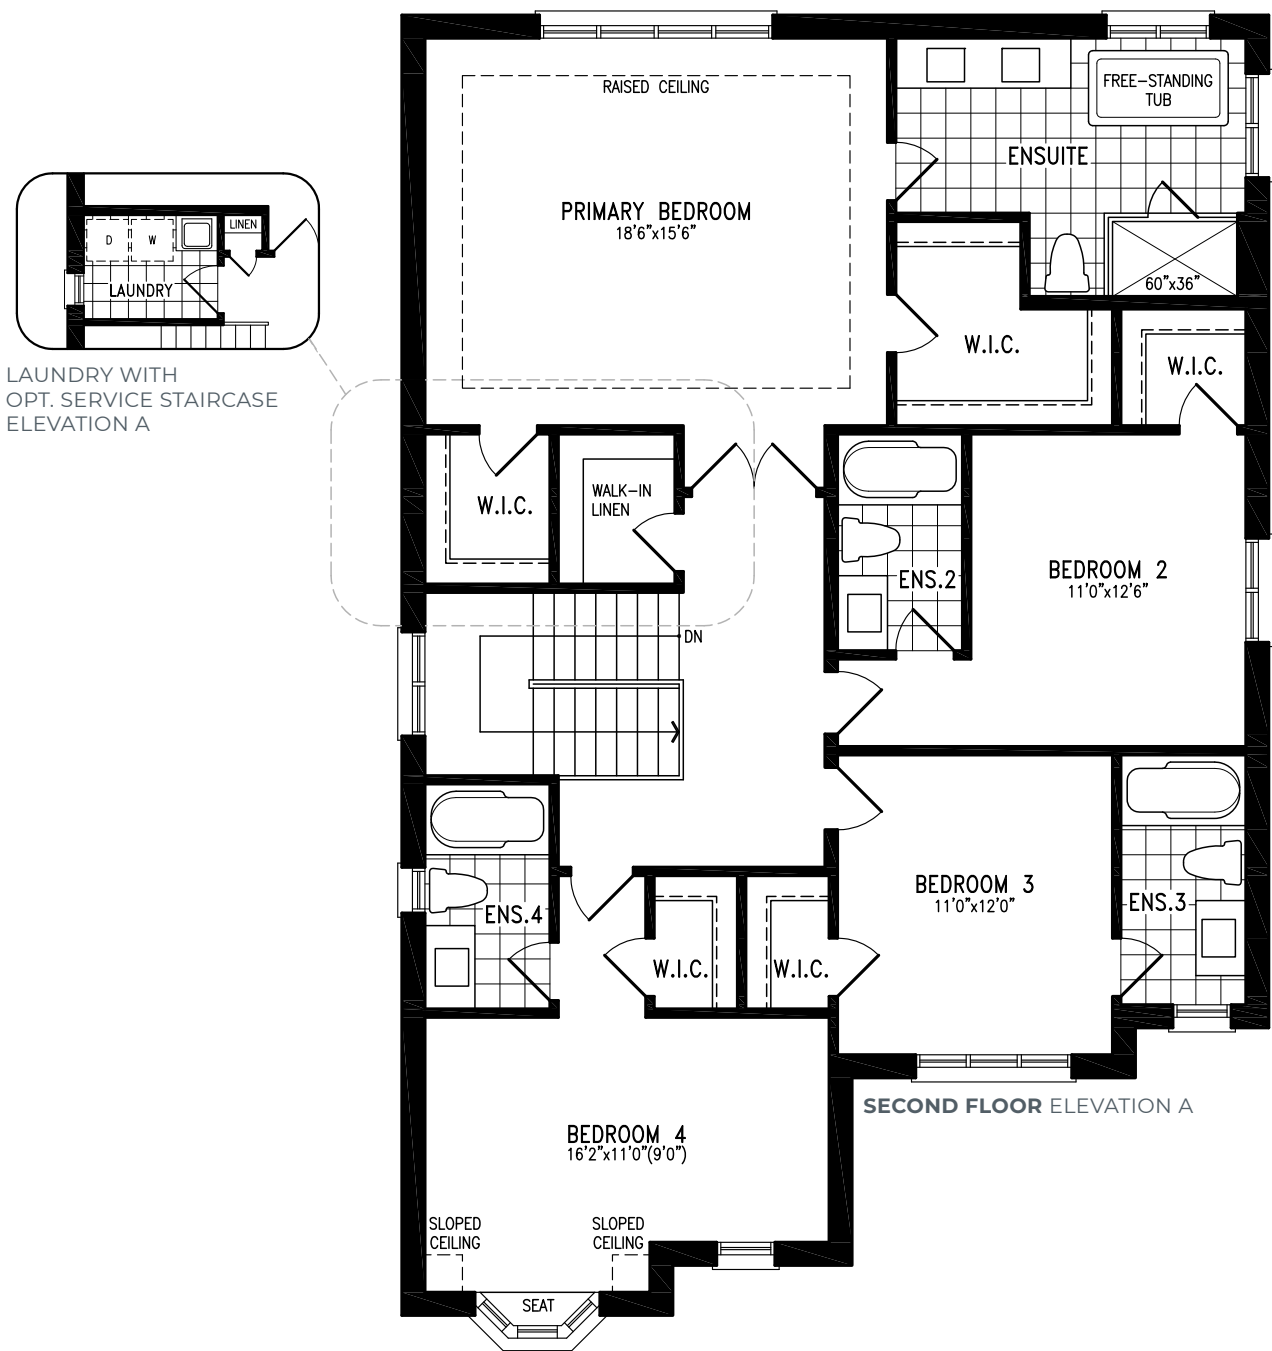 RAISED CEILING
FREE-STANDING
TUB
ENSUITE
PRIMARY BEDROOM
18'6"x15'6"
LINEN
D
W
LAUNDRY
60"x36"
W.I.C.
W.I.C.
LAUNDRY WITH
OPT. SERVICE STAIRCASE
ELEVATION A
W.I.C.
WALK-IN
LINEN
ENS.2
BEDROOM 2
11'0"x12'6"
DN
BEDROOM 3
11'0"x12'0"
ENS.3
ENS.4
W.I.C.
W.I.C.
SECOND FLOOR ELEVATION A
BEDROOM 4
16'2"x11'0"(9'0")
SLOPED
CEILING
SLOPED
CEILING
SEAT